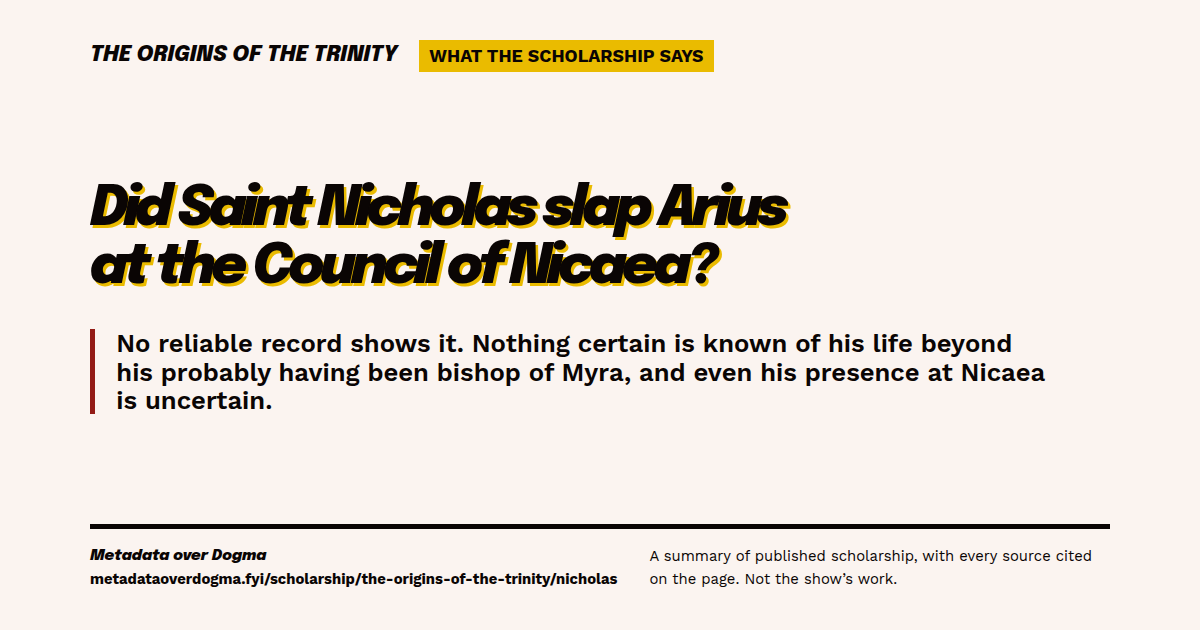 THE ORIGINS OF THE TRINITY
WHAT THE SCHOLARSHIP SAYS
Did Saint Nicholas slap Arius
at the Council of Nicaea?
No reliable record shows it. Nothing certain is known of his life beyond
his probably having been bishop of Myra, and even his presence at Nicaea
is uncertain.
Metadata over Dogma
metadataoverdogma.fyi/scholarship/the-origins-of-the-trinity/nicholas
A summary of published scholarship, with every source cited
on the page. Not the show’s work.